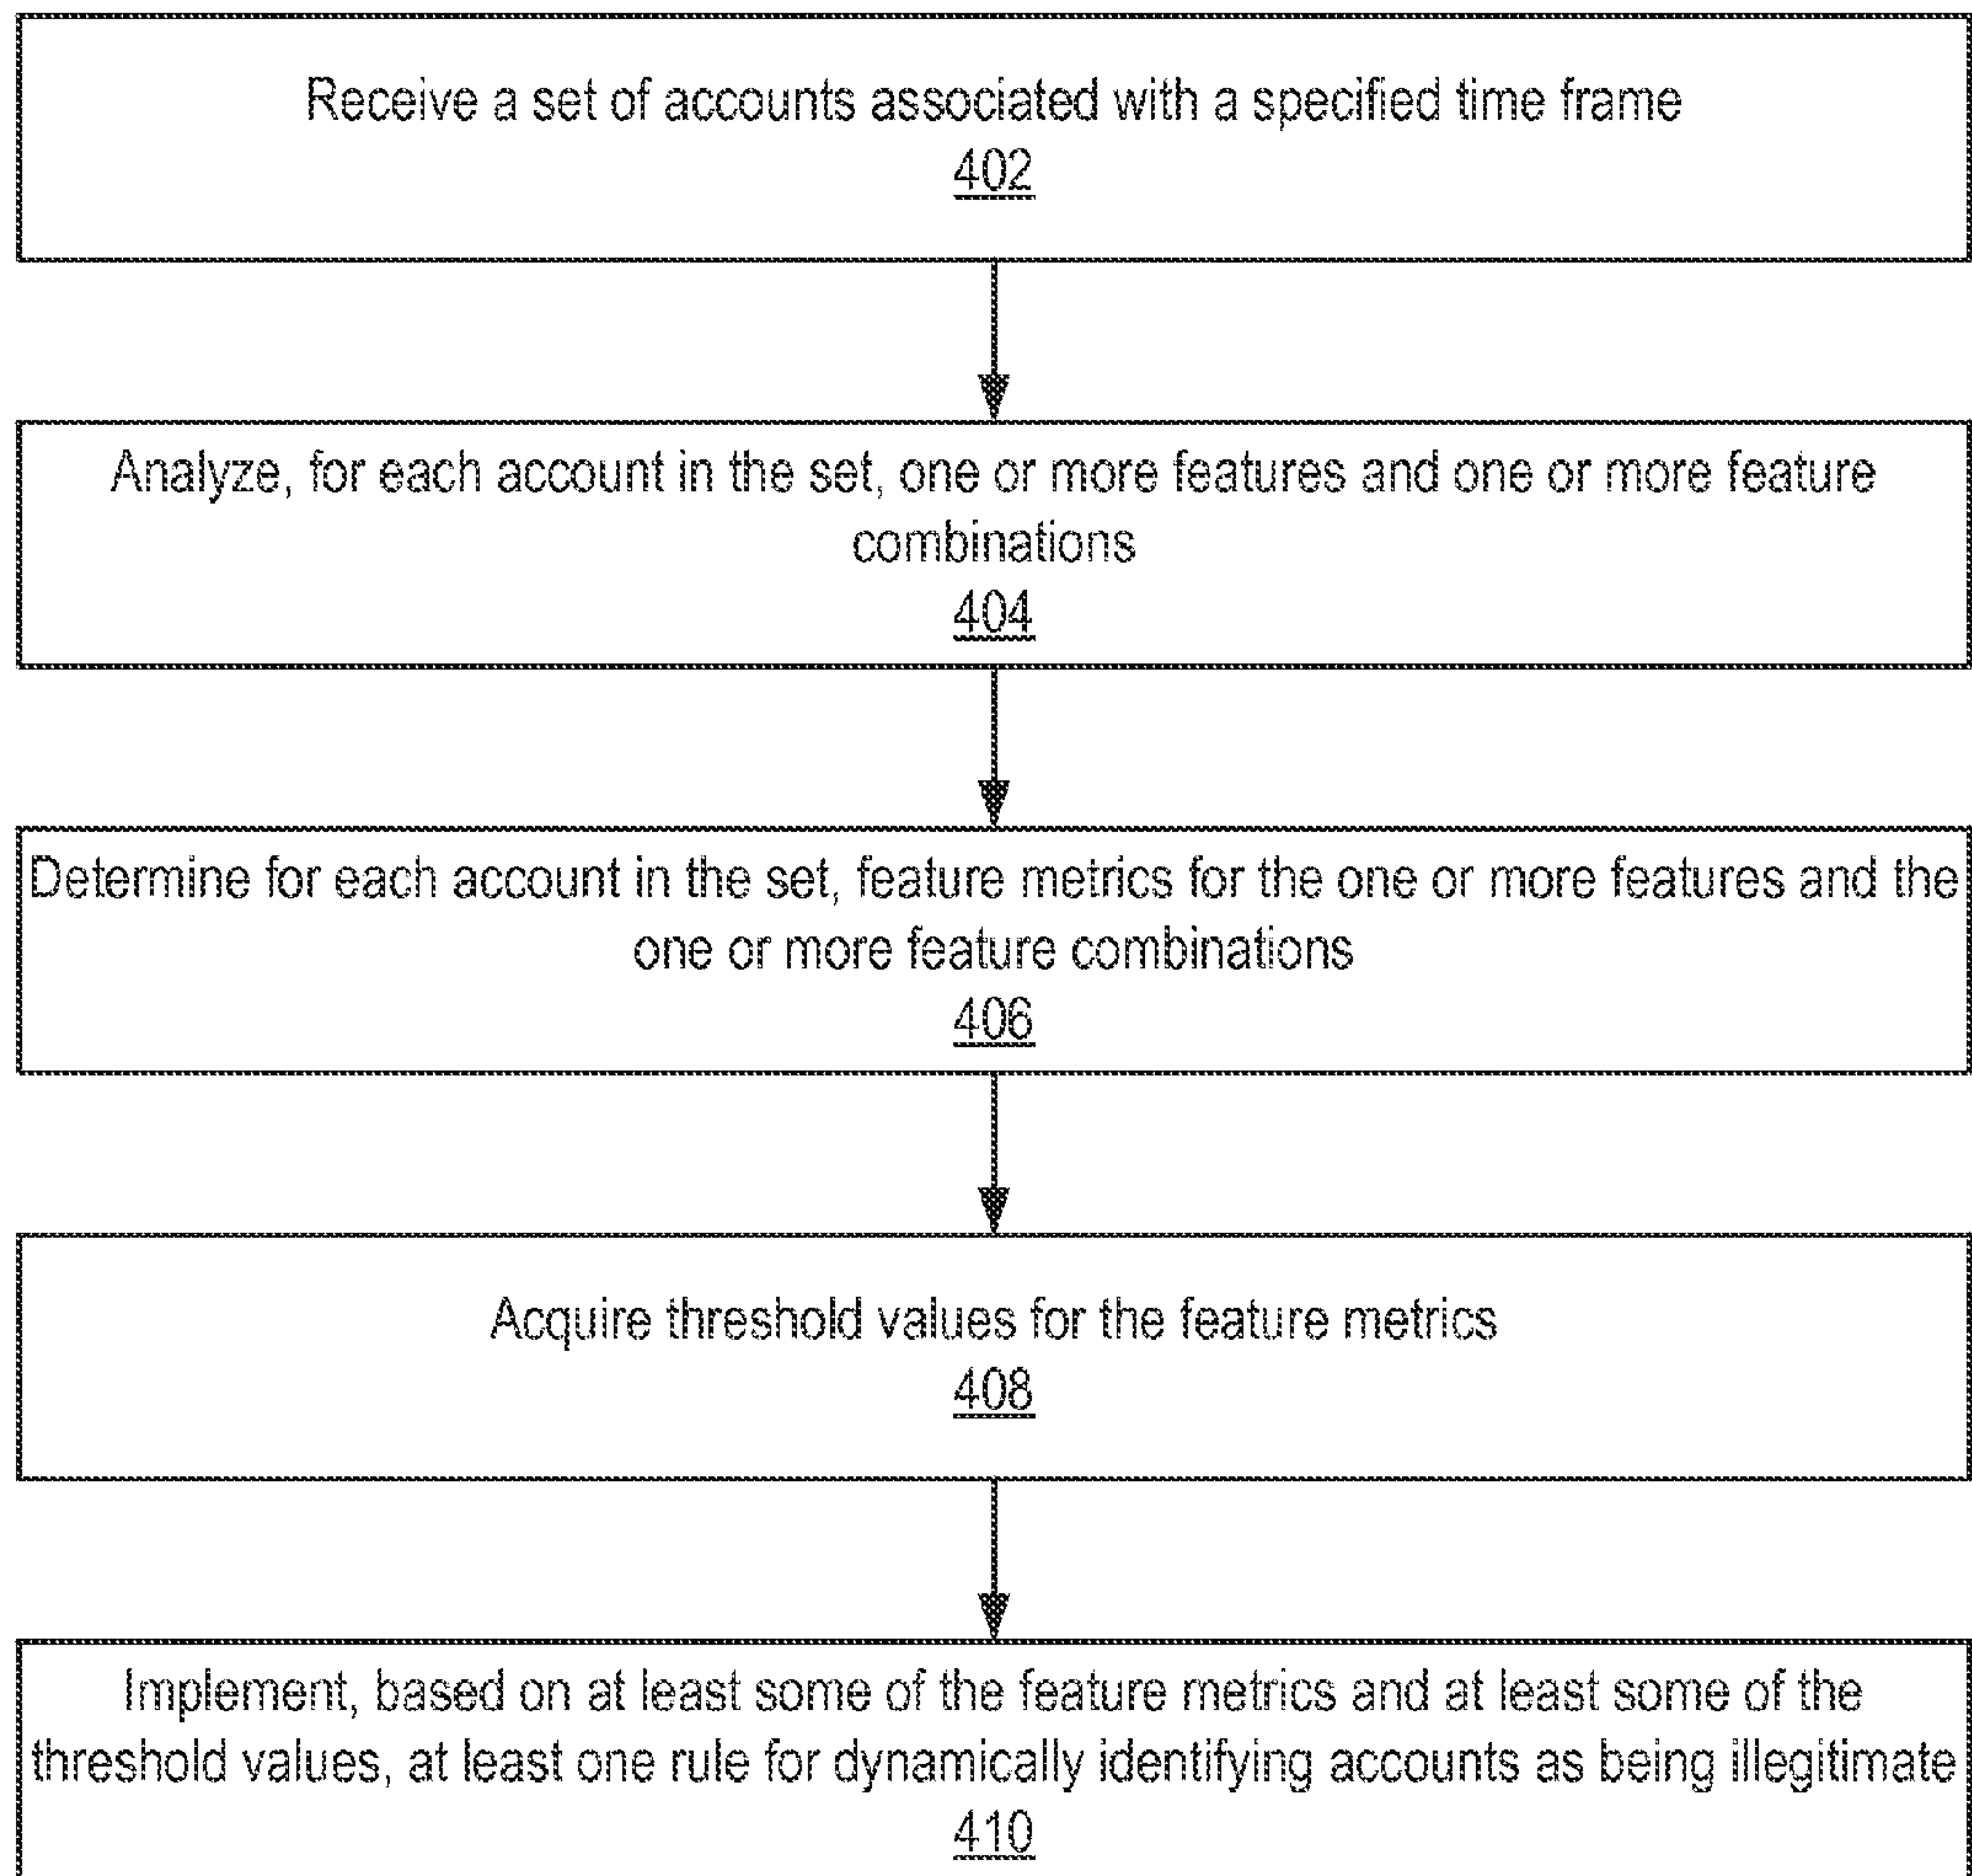 Receive a set of accounts associated with a specified time frame
402
Analyze, for each account in the set, one or more features and one or more feature
combinations
404
Determine for each account in the set, feature metrics for the one or more features and the
one or more feature combinations
406
Acquire threshold values for the feature metrics
408
Implement, based on at least some of the feature metrics and at least some of the
threshold values, at least one rule for dynamically identifying accounts as being illegitimate
410